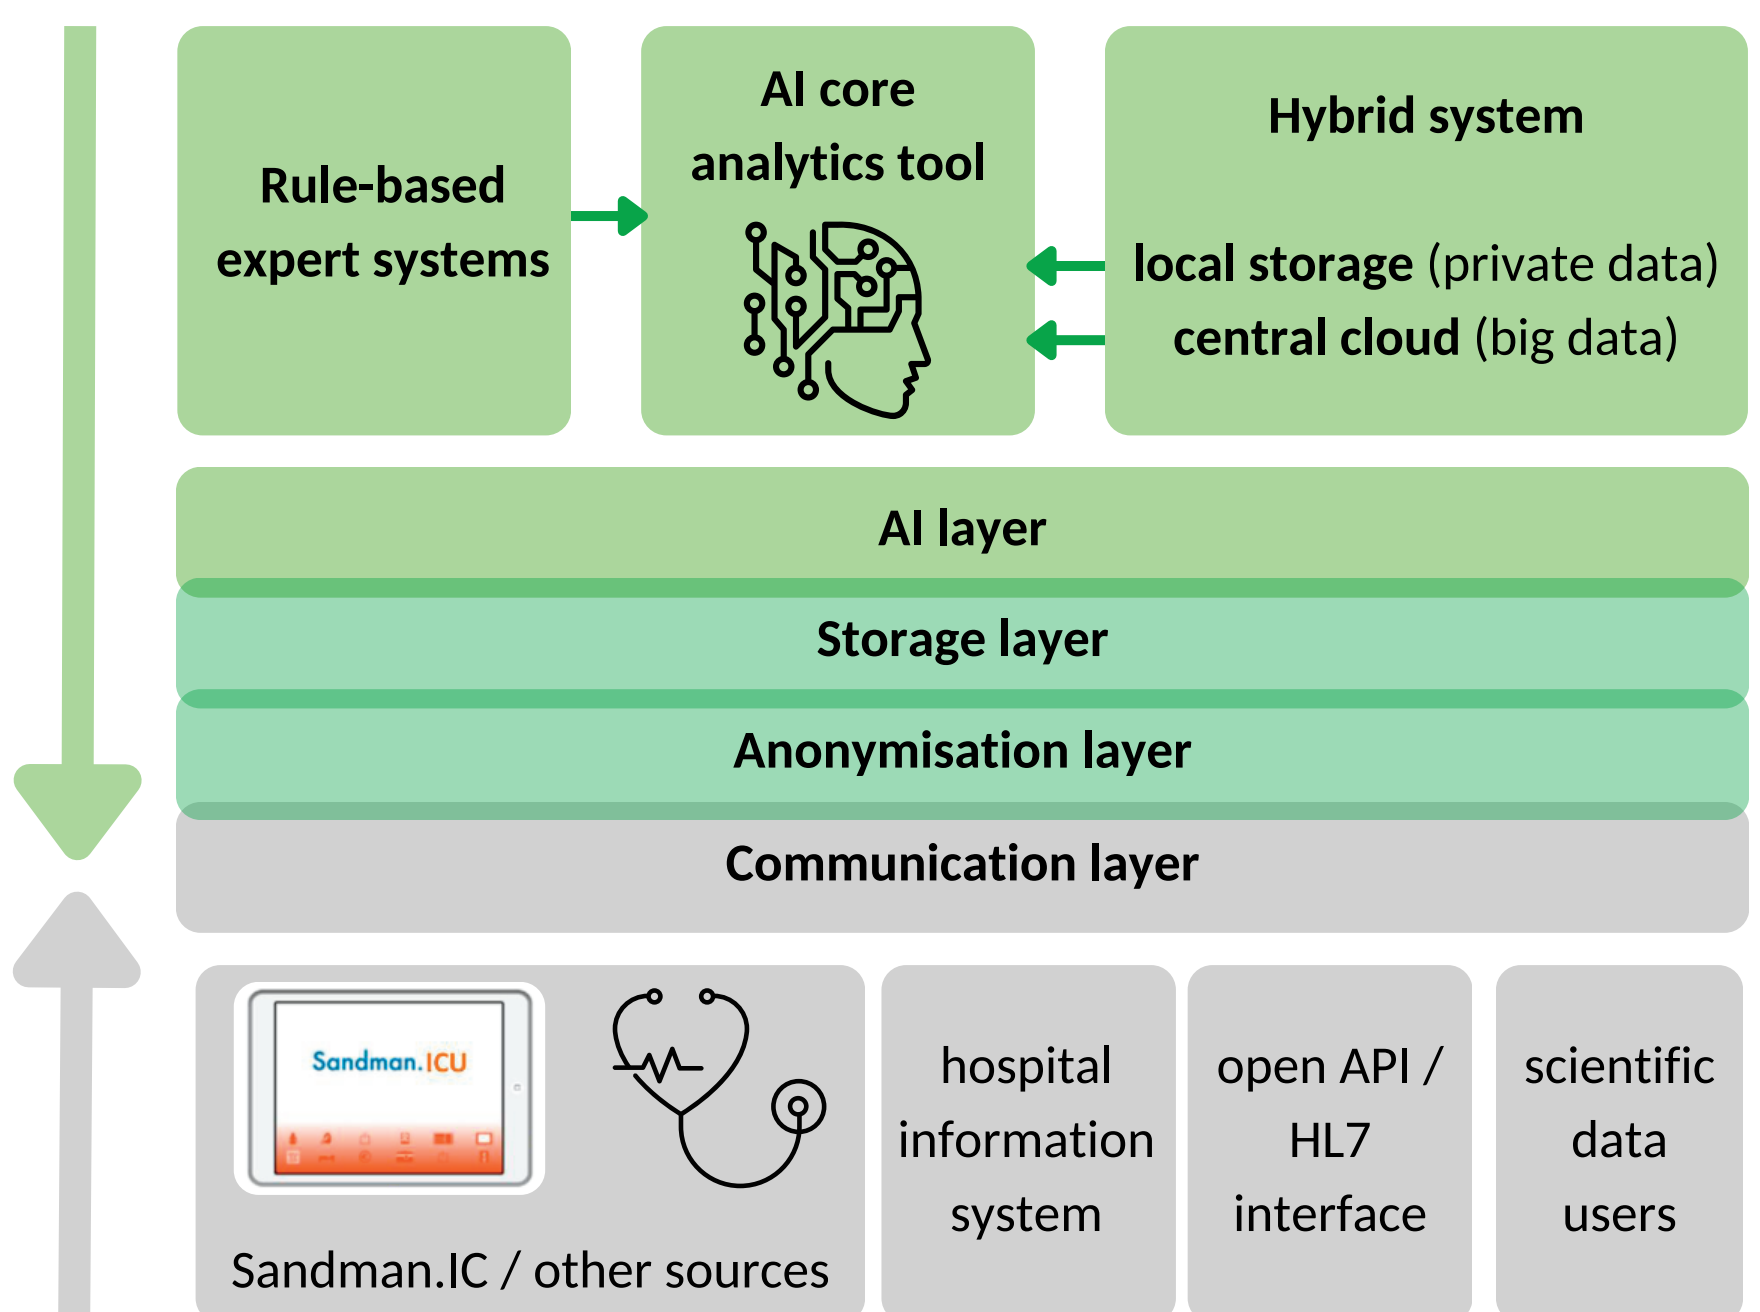 Rule-based
expert systems
AI core
analytics tool
Hybrid system
local storage (private data)
central cloud (big data)
AI layer
Storage layer
Anonymisation layer
Communication layer
Sandman.ICU
Sandman.IC / other sources
hospital
information
system
open API /
HL7
interface
scientific
data
users